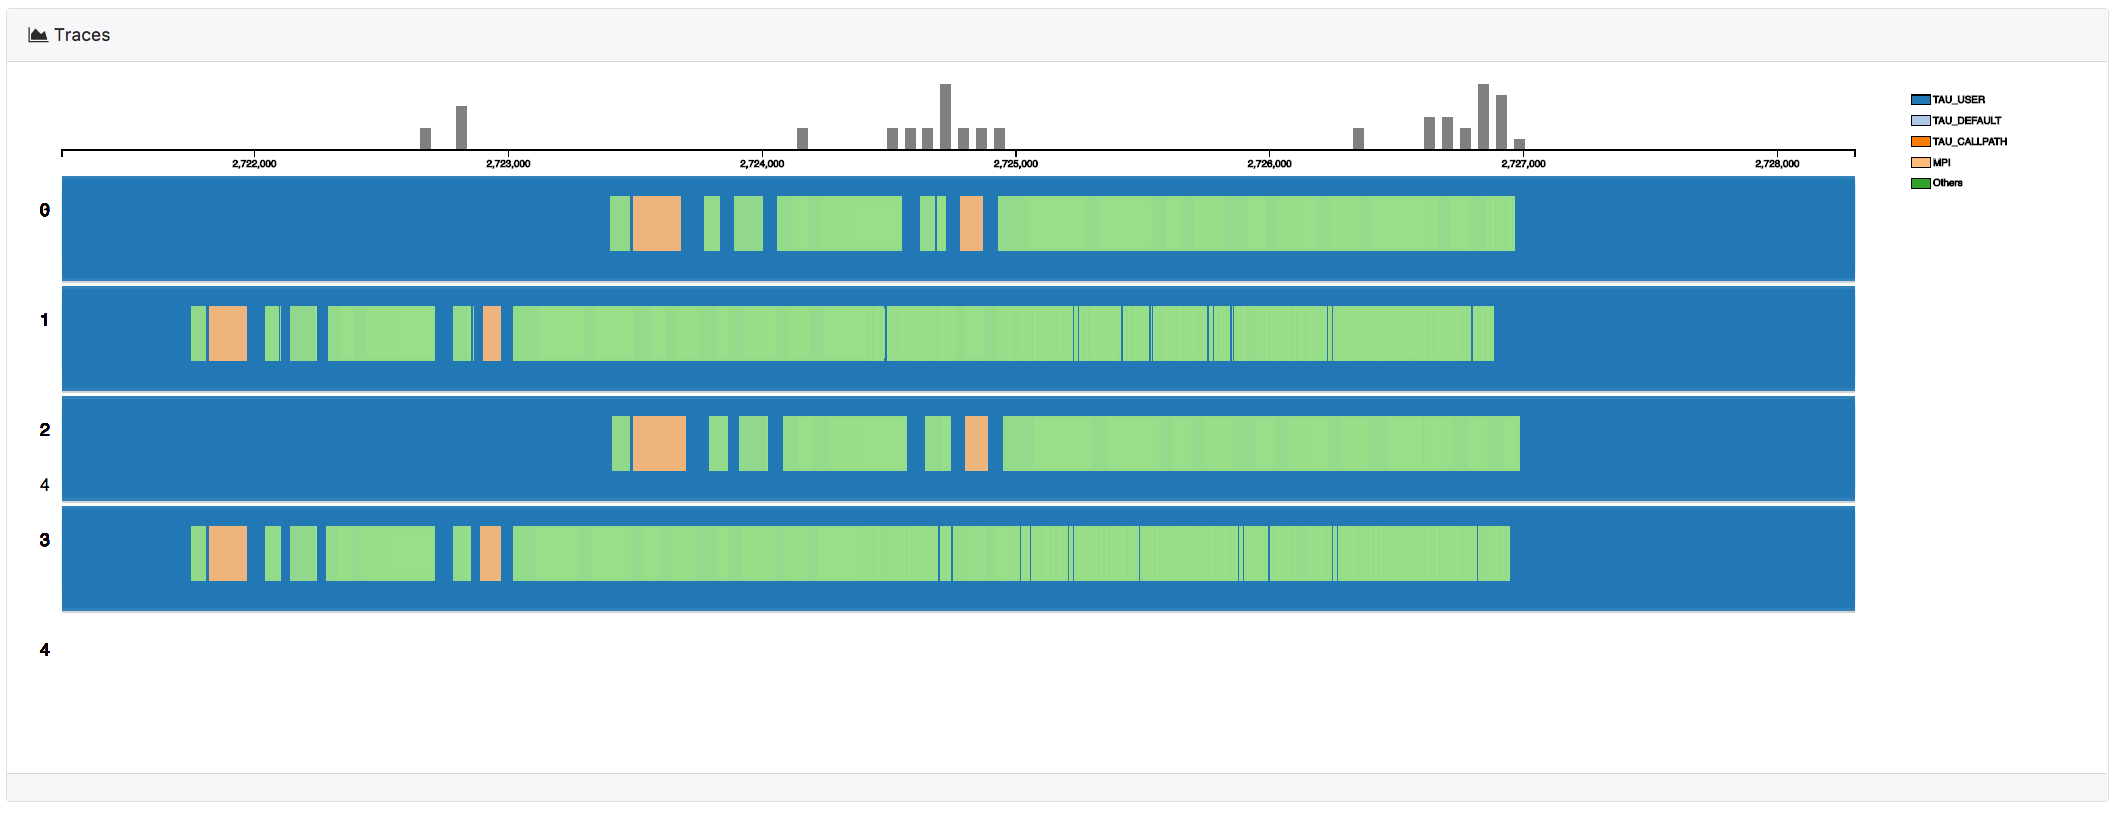 Traces
2,722,000 2,723,000 2,724,000 2,725,000 2,726,000 2,727,000 2,728,000
TAU_USER
TAU_DEFAULT
TAU_CALLPATH
MPI
Others
0
1
2
4
3
4